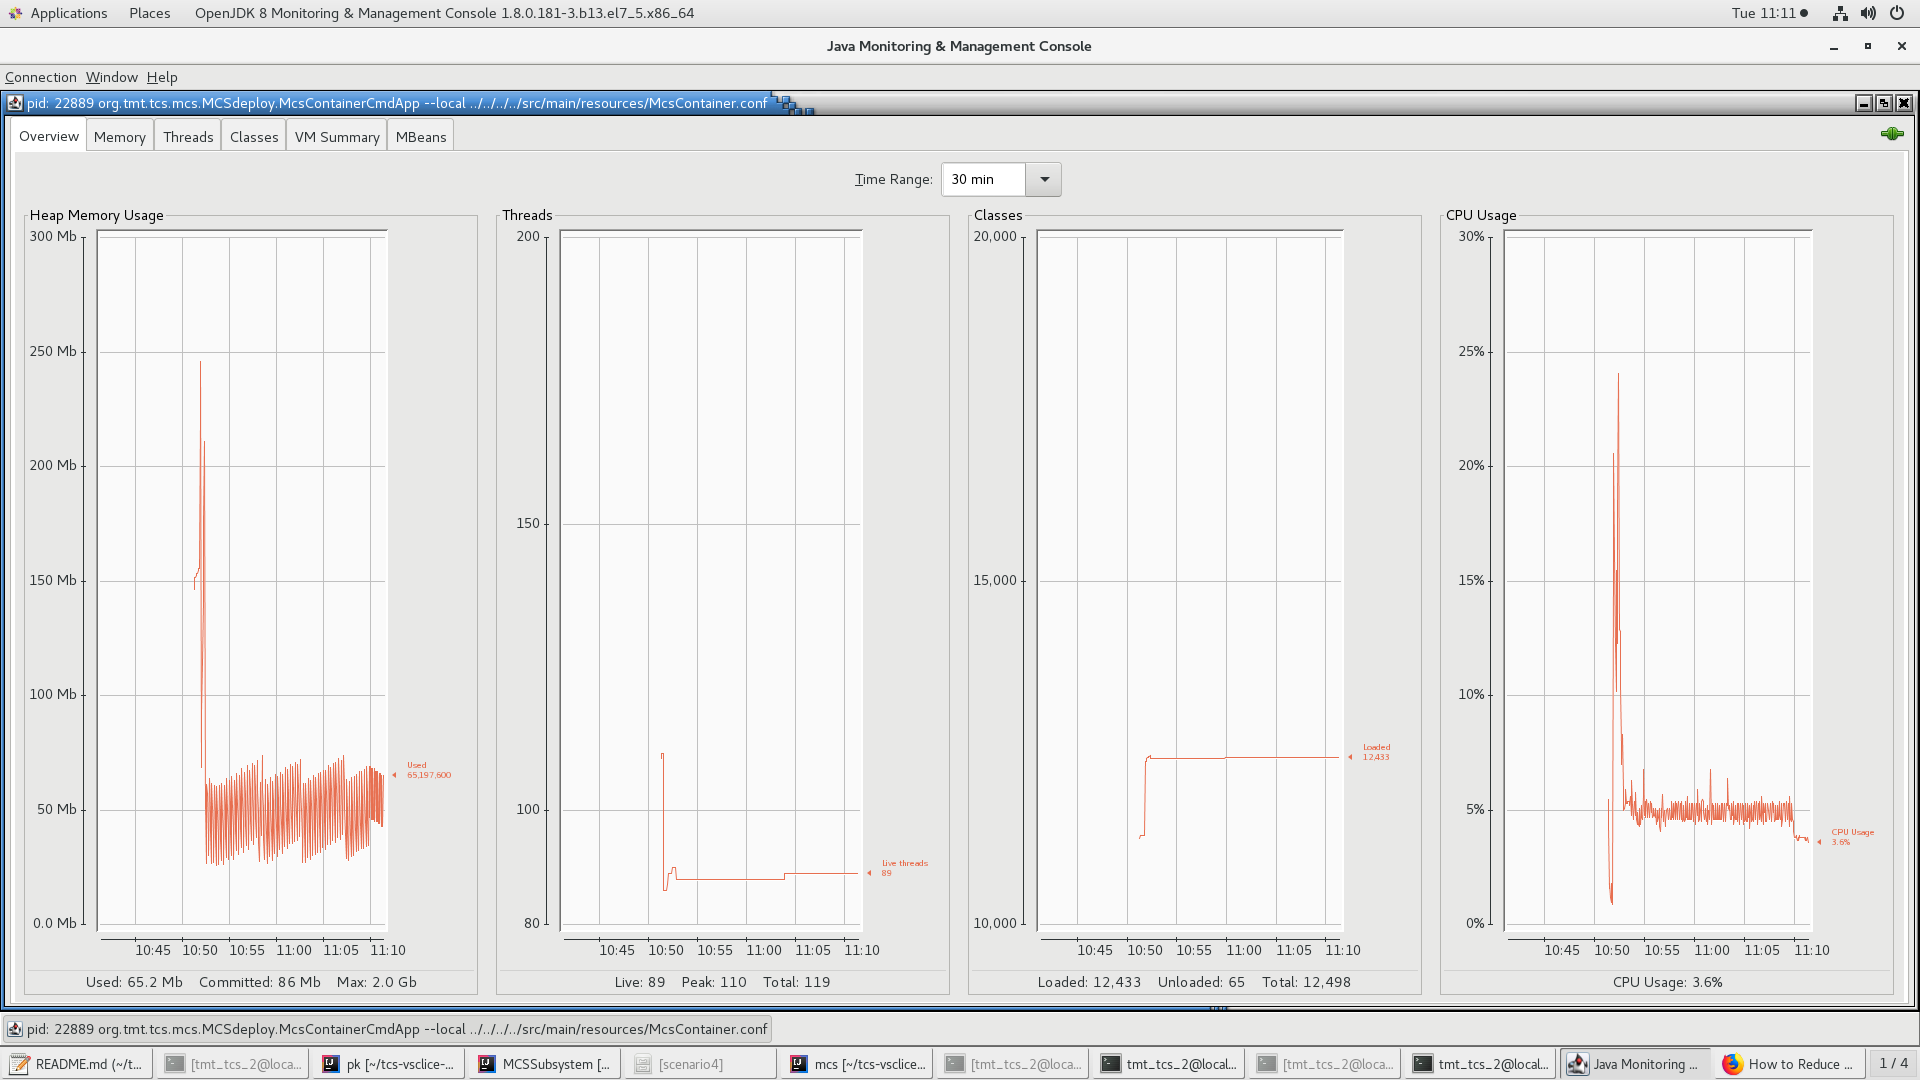 Applications Places OpenJDK 8 Monitoring & Management Console 1.8.0.181-3.b13.el7_5.x86_64 Tue 11:11
Java Monitoring & Management Console
Connection Window Help
pid: 22889 org.tmt.tcs.mcs.MCSdeploy.McsContainerCmdApp --local ../../../../src/main/resources/McsContainer.conf
Overview Memory Threads Classes VM Summary MBeans
Time Range: 30 min
Heap Memory Usage
300 Mb
250 Mb
200 Mb
150 Mb
100 Mb
50 Mb
0.0 Mb
Used
65,197,600
10:45 10:50 10:55 11:00 11:05 11:10
Used: 65.2 Mb Committed: 86 Mb Max: 2.0 Gb
Threads
200
150
100
80
Live threads
89
10:45 10:50 10:55 11:00 11:05 11:10
Live: 89 Peak: 110 Total: 119
Classes
20,000
15,000
10,000
Loaded
12,433
10:45 10:50 10:55 11:00 11:05 11:10
Loaded: 12,433 Unloaded: 65 Total: 12,498
CPU Usage
30%
25%
20%
15%
10%
5%
0%
CPU Usage
3.6%
10:45 10:50 10:55 11:00 11:05 11:10
CPU Usage: 3.6%
pid: 22889 org.tmt.tcs.mcs.MCSdeploy.McsContainerCmdApp --local ../../../../src/main/resources/McsContainer.conf
README.md (~/t... [tmt_tcs_2@loca... pk [~/tcs-vsclice-... MCSSubsystem [... [scenario4] mcs [~/tcs-vsclice... [tmt_tcs_2@loca... tmt_tcs_2@local... [tmt_tcs_2@loca... tmt_tcs_2@local... Java Monitoring ... How to Reduce ... 1 / 4